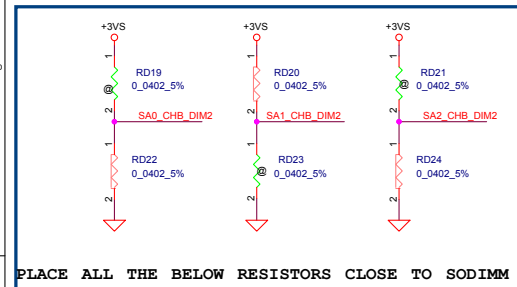 +3VS +3VS +3VS
1 1 1
RD19 RD20 RD21
0_0402_5% 0_0402_5% 0_0402_5%
@ @
2 2 2
SA0_CHB_DIM2 SA1_CHB_DIM2 SA2_CHB_DIM2
1 1 1
RD22 RD23 RD24
@
0_0402_5% 0_0402_5% 0_0402_5%
2 2 2
PLACE ALL THE BELOW RESISTORS CLOSE TO SODIMM